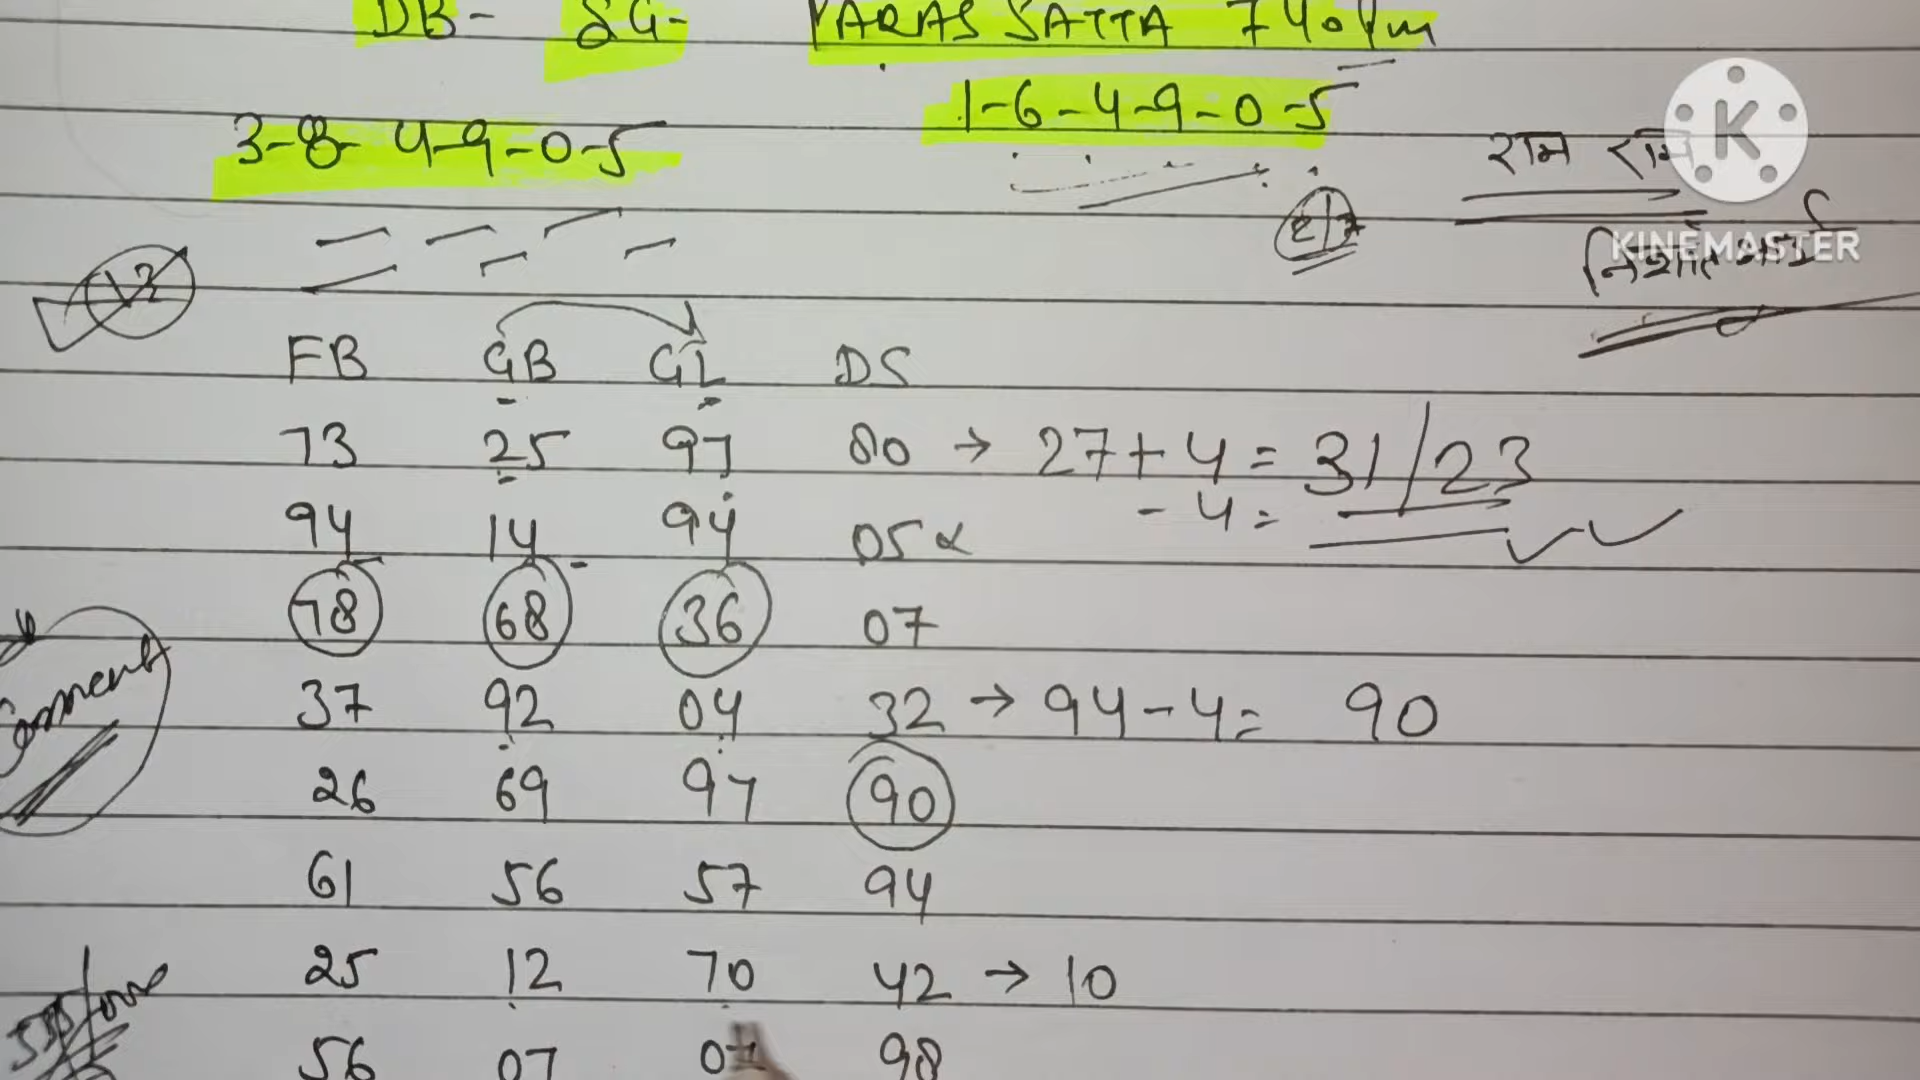 DB- SG- PARAS SATTA 740Pm
3-8-4-9-0-5 1-6-4-9-0-5
राम राम
K
KINEMASTER
FB GB GL DS
73 25 97 80 → 27+4= 31/23
-4=
94 14 94 05 x
78 68 36 07
37 92 04 32 → 94-4= 90
26 69 97 90
61 56 57 94
Comment
25 12 70 42 → 10
56 07 98